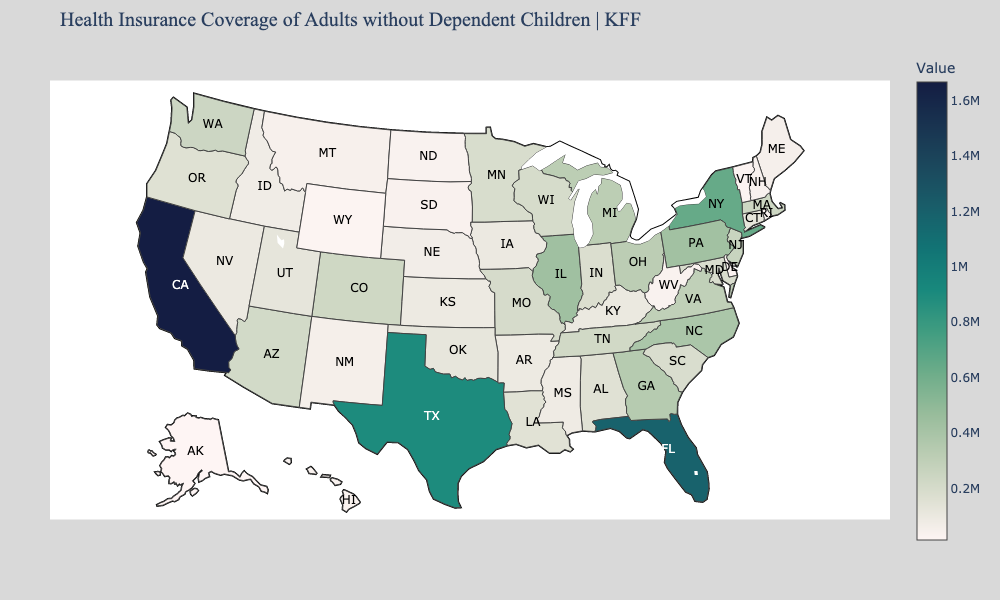 Health Insurance Coverage of Adults without Dependent Children | KFF
Value
1.6M
1.4M
1.2M
1M
0.8M
0.6M
0.4M
0.2M
WA
MT
ND
MN
ME
OR
ID
SD
WI
MI
VT
NH
NY
MA
RI
CT
WY
NE
IA
PA
NJ
CA
NV
UT
CO
KS
IL
IN
OH
MD
DE
WV
VA
MO
KY
AZ
NM
OK
AR
TN
NC
SC
TX
LA
MS
AL
GA
FL
AK
HI